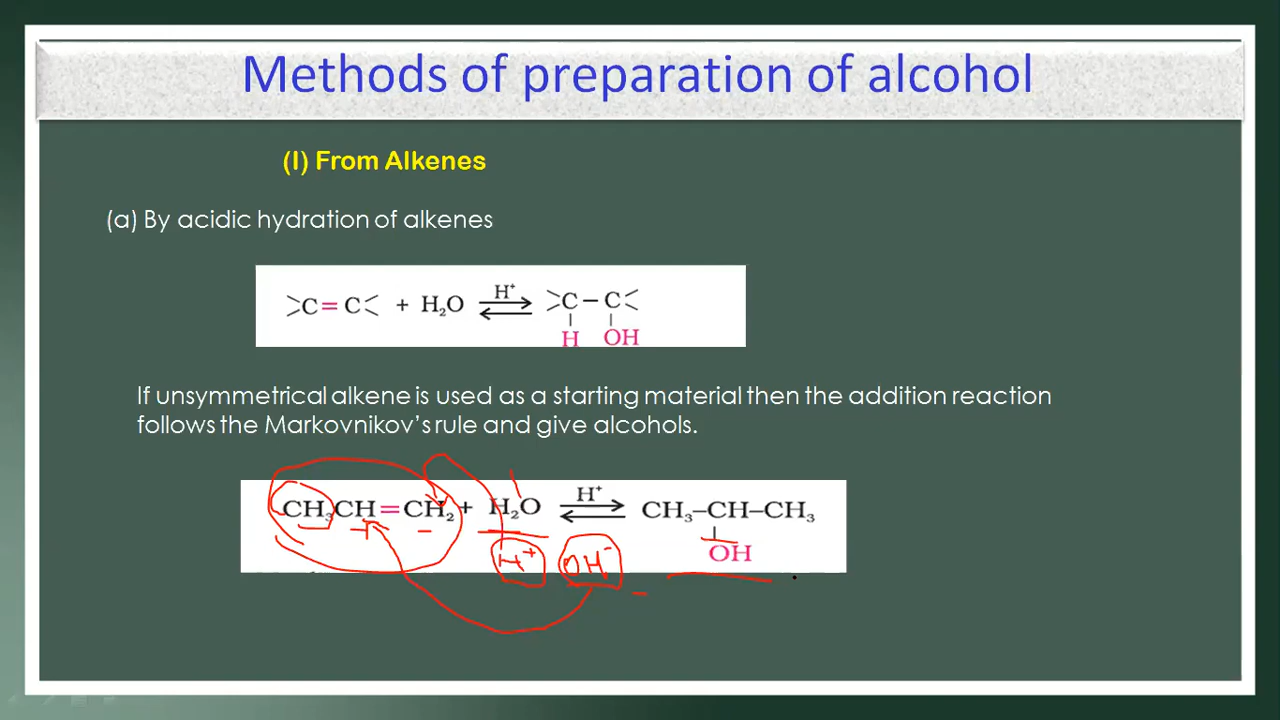 Methods of preparation of alcohol
(I) From Alkenes
(a) By acidic hydration of alkenes
>C=C< + H₂O ⇌ >C–C<
H⁺
H OH
If unsymmetrical alkene is used as a starting material then the addition reaction
follows the Markovnikov's rule and give alcohols.
CH₃CH=CH₂ + H₂O ⇌ CH₃–CH–CH₃
H⁺
OH
H⁺ OH⁻